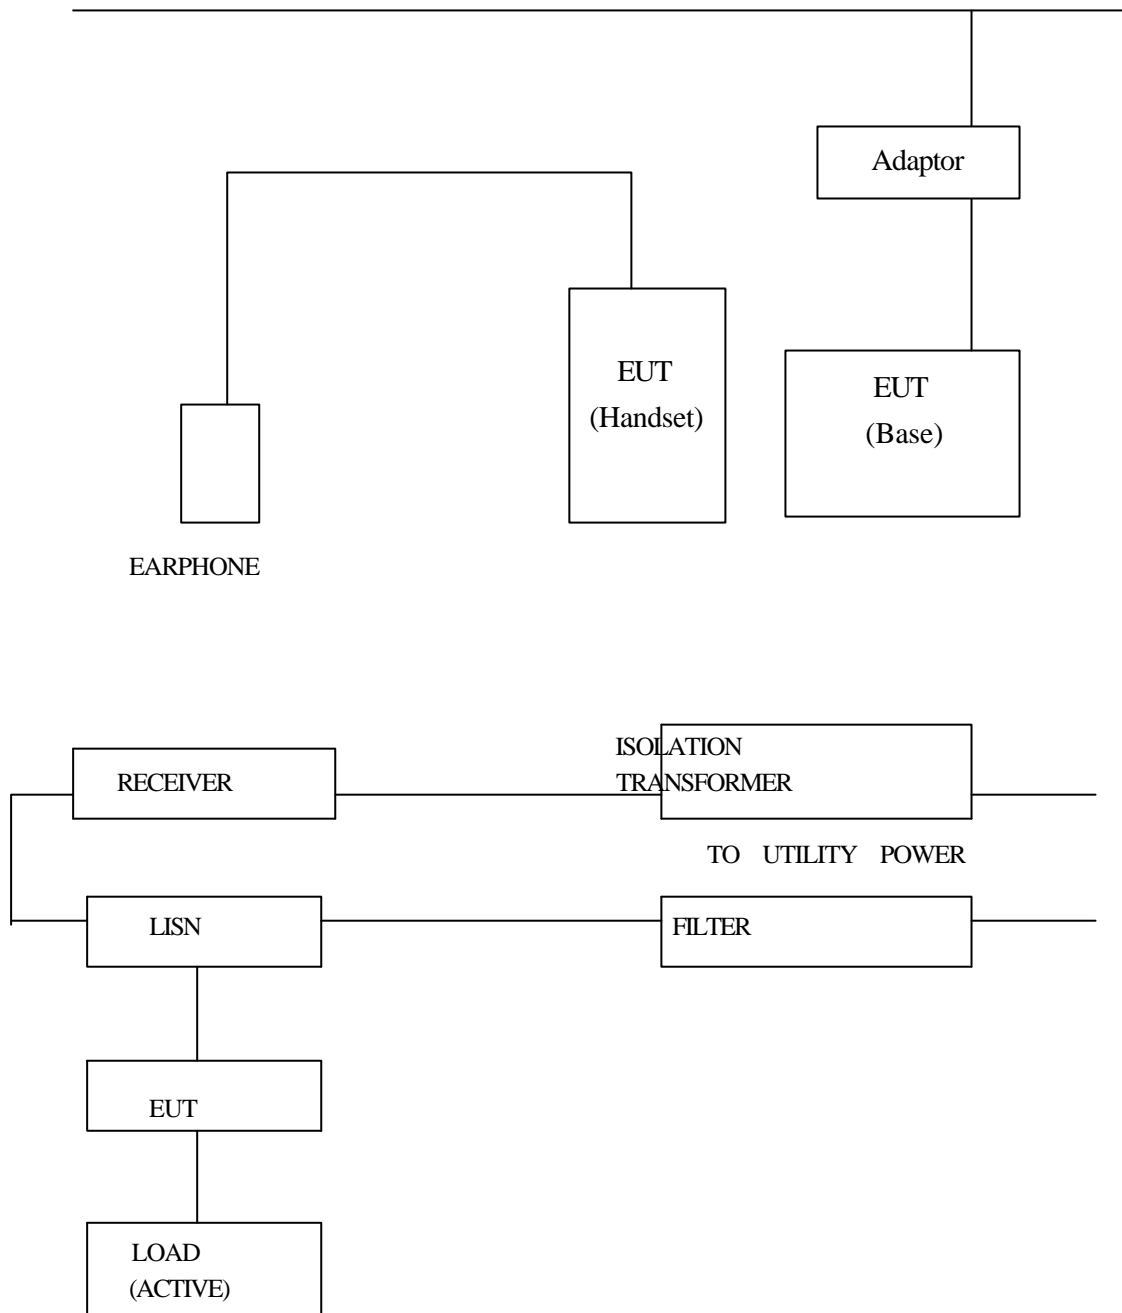 Adaptor
EUT
(Handset)
EUT
(Base)
EARPHONE
ISOLATION
TRANSFORMER
RECEIVER
TO UTILITY POWER
LISN
FILTER
EUT
LOAD
(ACTIVE)